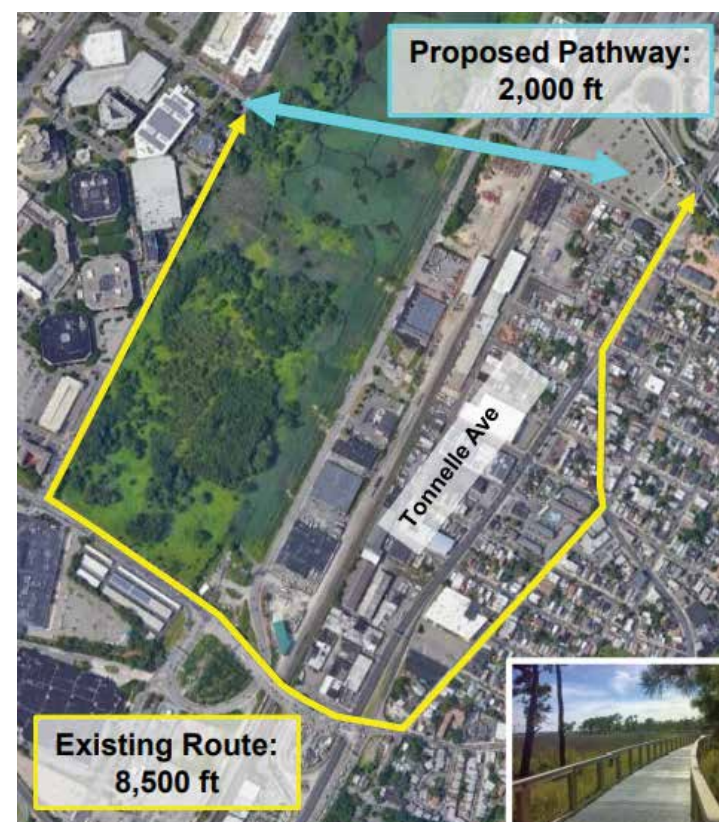 Proposed Pathway:
2,000 ft
Tonnelle Ave
Existing Route:
8,500 ft